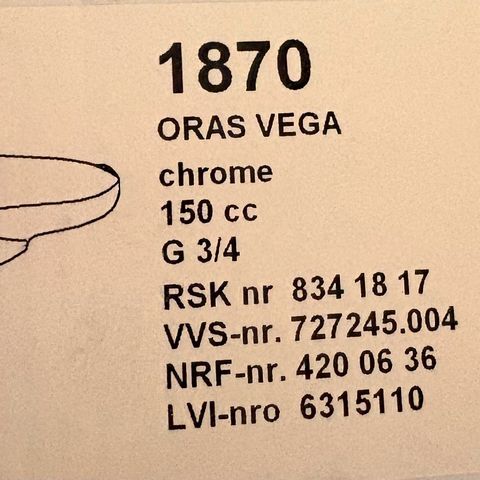 1870
ORAS VEGA
chrome
150 cc
G 3/4
RSK nr 834 18 17
VVS-nr. 727245.004
NRF-nr. 420 06 36
LVI-nro 6315110